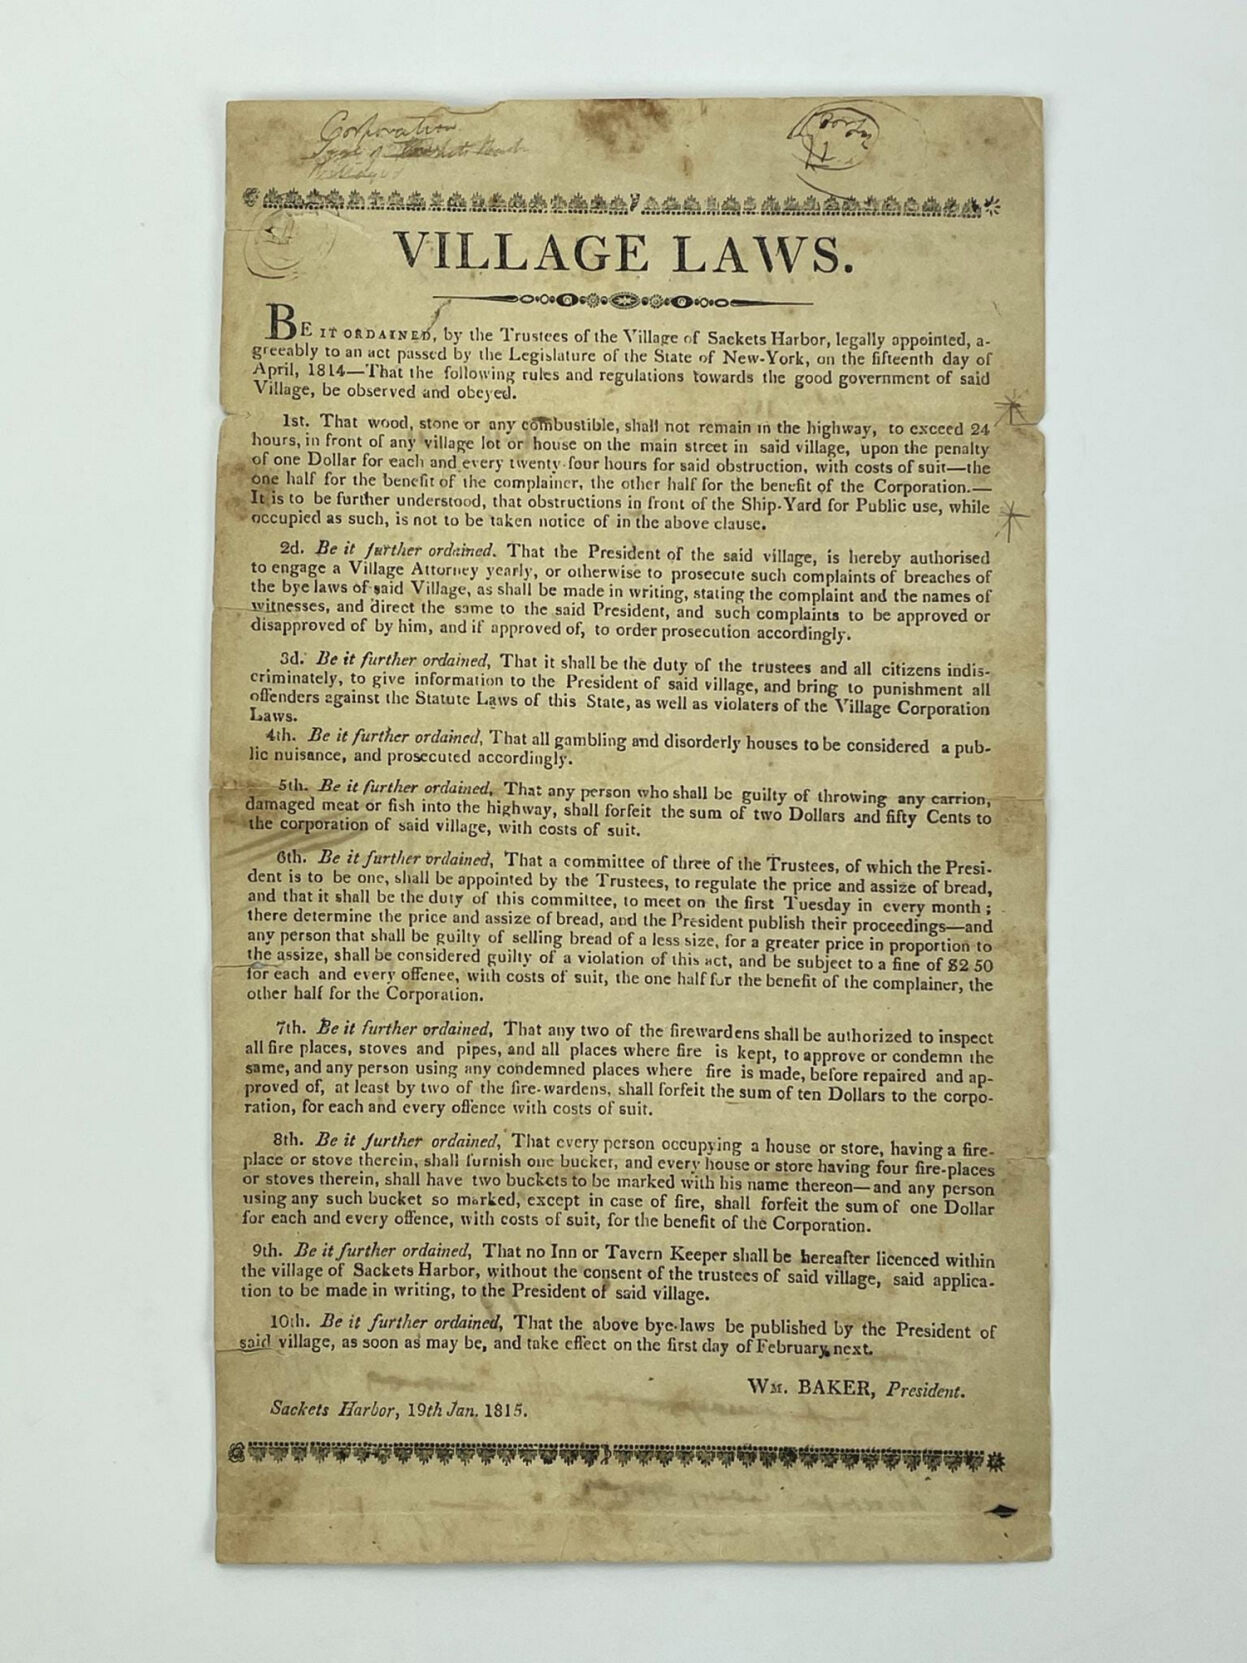 Corporation
VILLAGE LAWS.
BE IT ORDAINED, by the Trustees of the Village of Sackets Harbor, legally appointed, a-
greeably to an act passed by the Legislature of the State of New-York, on the fifteenth day of
April, 1814—That the following rules and regulations towards the good government of said
Village, be observed and obeyed.
1st. That wood, stone or any combustible, shall not remain in the highway, to exceed 24
hours, in front of any village lot or house on the main street in said village, upon the penalty
of one Dollar for each and every twenty-four hours for said obstruction, with costs of suit—the
one half for the benefit of the complainer, the other half for the benefit of the Corporation.—
It is to be further understood, that obstructions in front of the Ship-Yard for Public use, while
occupied as such, is not to be taken notice of in the above clause.
2d. Be it further ordained. That the President of the said village, is hereby authorised
to engage a Village Attorney yearly, or otherwise to prosecute such complaints of breaches of
the bye laws of said Village, as shall be made in writing, stating the complaint and the names of
witnesses, and direct the same to the said President, and such complaints to be approved or
disapproved of by him, and if approved of, to order prosecution accordingly.
3d. Be it further ordained, That it shall be the duty of the trustees and all citizens indis-
criminately, to give information to the President of said village, and bring to punishment all
offenders against the Statute Laws of this State, as well as violaters of the Village Corporation
Laws.
4th. Be it further ordained, That all gambling and disorderly houses to be considered a pub-
lic nuisance, and prosecuted accordingly.
5th. Be it further ordained, That any person who shall be guilty of throwing any carrion,
damaged meat or fish into the highway, shall forfeit the sum of two Dollars and fifty Cents to
the corporation of said village, with costs of suit.
6th. Be it further ordained, That a committee of three of the Trustees, of which the Presi-
dent is to be one, shall be appointed by the Trustees, to regulate the price and assize of bread,
and that it shall be the duty of this committee, to meet on the first Tuesday in every month;
there determine the price and assize of bread, and the President publish their proceedings—and
any person that shall be guilty of selling bread of a less size, for a greater price in proportion to
the assize, shall be considered guilty of a violation of this act, and be subject to a fine of $2 50
for each and every offence, with costs of suit, the one half for the benefit of the complainer, the
other half for the Corporation.
7th. Be it further ordained, That any two of the firewardens shall be authorized to inspect
all fire places, stoves and pipes, and all places where fire is kept, to approve or condemn the
same, and any person using any condemned places where fire is made, before repaired and ap-
proved of, at least by two of the fire-wardens, shall forfeit the sum of ten Dollars to the corpo-
ration, for each and every offence with costs of suit.
8th. Be it further ordained, That every person occupying a house or store, having a fire-
place or stove therein, shall furnish one bucket, and every house or store having four fire-places
or stoves therein, shall have two buckets to be marked with his name thereon—and any person
using any such bucket so marked, except in case of fire, shall forfeit the sum of one Dollar
for each and every offence, with costs of suit, for the benefit of the Corporation.
9th. Be it further ordained, That no Inn or Tavern Keeper shall be hereafter licenced within
the village of Sackets Harbor, without the consent of the trustees of said village, said applica-
tion to be made in writing, to the President of said village.
10th. Be it further ordained, That the above bye-laws be published by the President of
said village, as soon as may be, and take effect on the first day of February next.
WM. BAKER, President.
Sackets Harbor, 19th Jan. 1815.